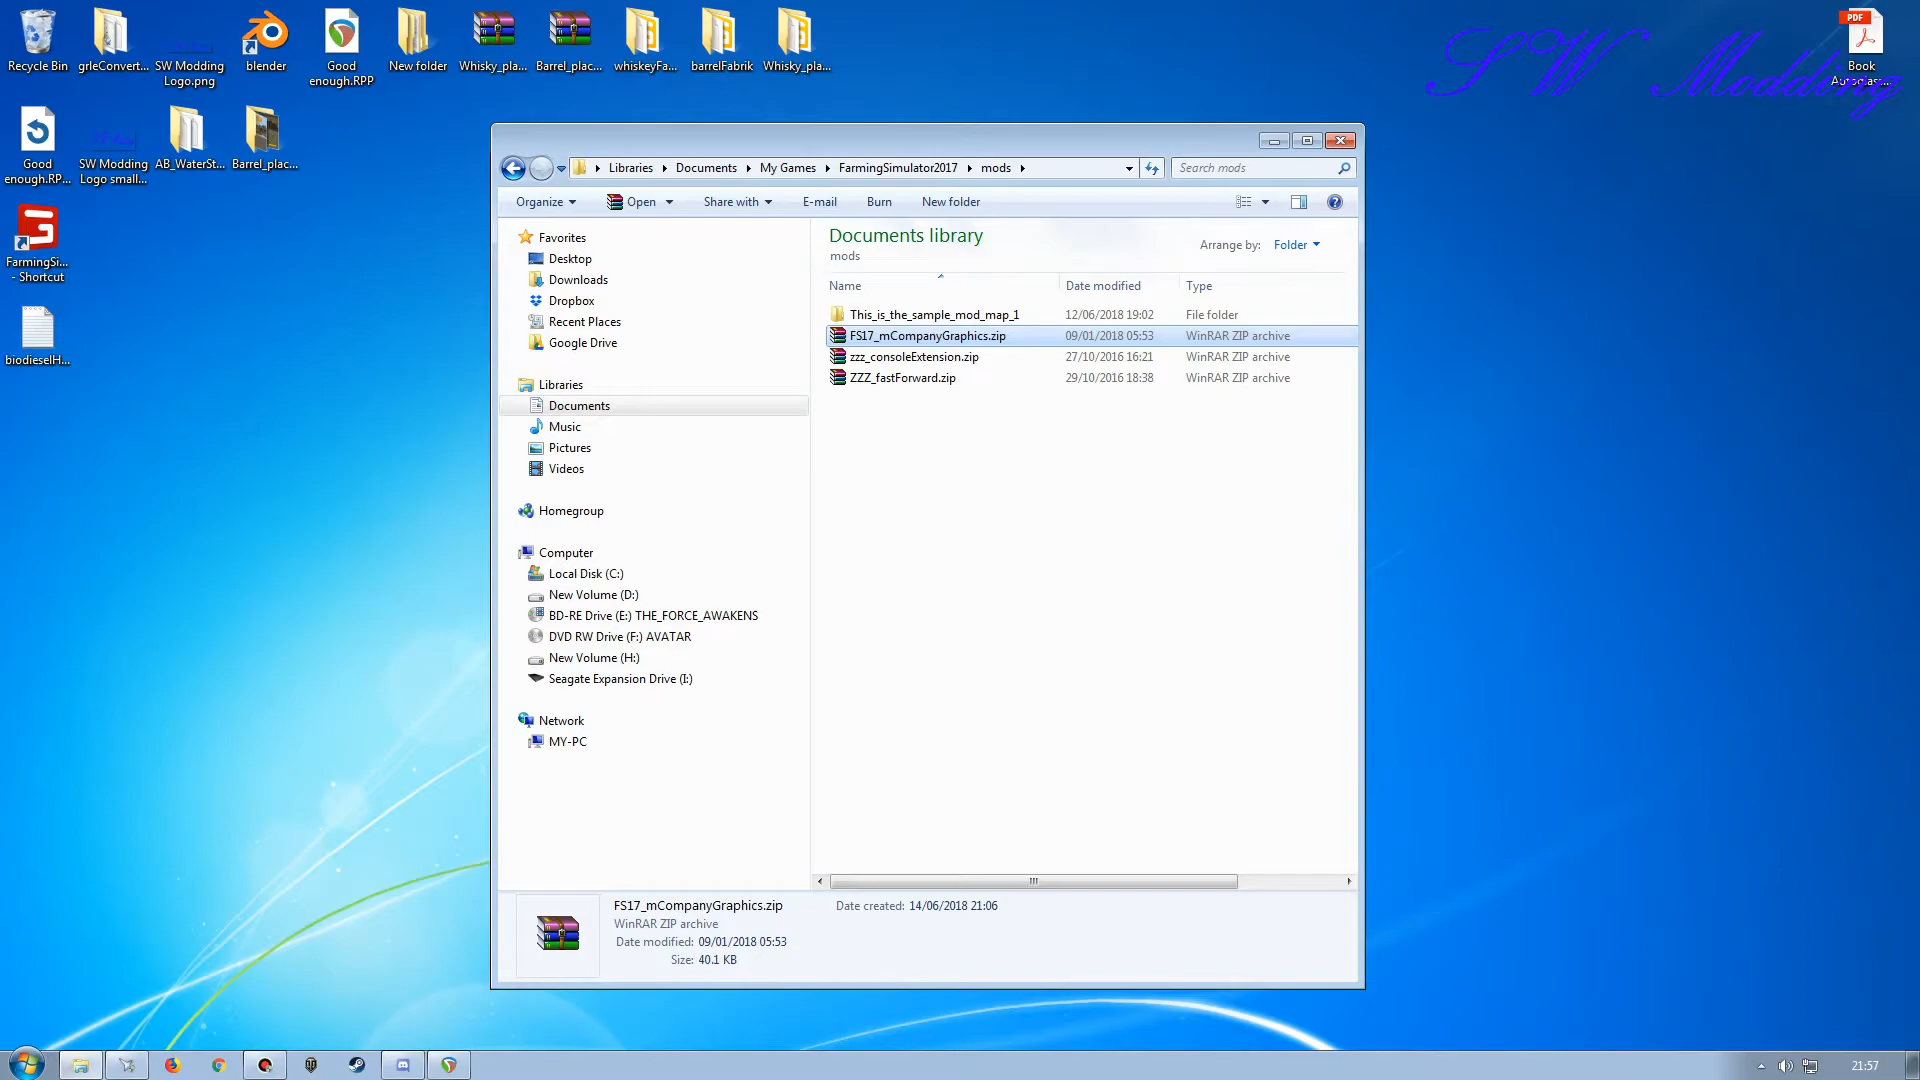 Recycle Bin
grleConvert...
SW Modding
Logo.png
blender
Good
enough.RPP
New folder
Whisky_pla...
Barrel_plac...
whiskeyFa...
barrelFabrik
Whisky_pla...
Book
SW Modding
Good
enough.RP...
SW Modding
Logo small...
AB_WaterSt...
Barrel_plac...
FarmingSi...
- Shortcut
biodieselH...
Libraries
Documents
My Games
FarmingSimulator2017
mods
Search mods
Organize
Open
Share with
E-mail
Burn
New folder
Favorites
Desktop
Downloads
Dropbox
Recent Places
Google Drive
Libraries
Documents
Music
Pictures
Videos
Homegroup
Computer
Local Disk (C:)
New Volume (D:)
BD-RE Drive (E:) THE_FORCE_AWAKENS
DVD RW Drive (F:) AVATAR
New Volume (H:)
Seagate Expansion Drive (I:)
Network
MY-PC
Documents library
mods
Arrange by: Folder
Name Date modified Type
This_is_the_sample_mod_map_1 12/06/2018 19:02 File folder
FS17_mCompanyGraphics.zip 09/01/2018 05:53 WinRAR ZIP archive
zzz_consoleExtension.zip 27/10/2016 16:21 WinRAR ZIP archive
ZZZ_fastForward.zip 29/10/2016 18:38 WinRAR ZIP archive
FS17_mCompanyGraphics.zip Date created: 14/06/2018 21:06
WinRAR ZIP archive
Date modified: 09/01/2018 05:53
Size: 40.1 KB
PDF
21:57